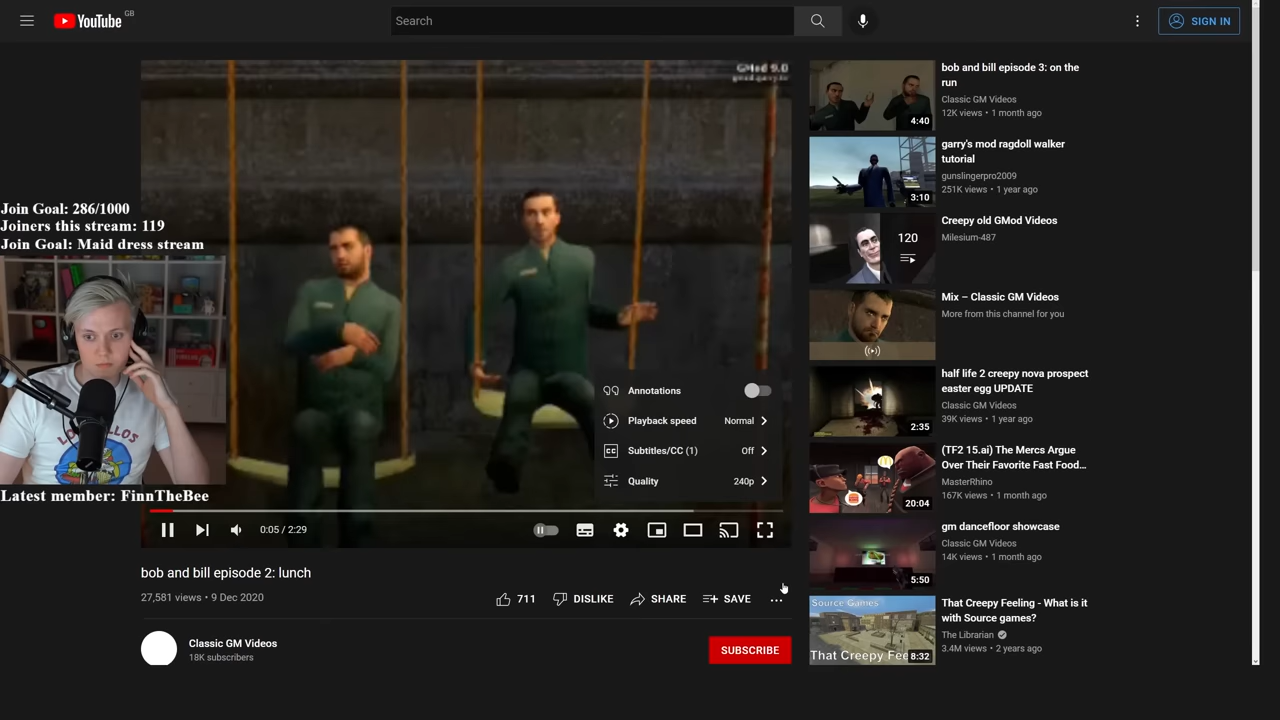 YouTube
GB
Search
SIGN IN
GMod 9.0
Join Goal: 286/1000
Joiners this stream: 119
Join Goal: Maid dress stream
Latest member: FinnTheBee
Annotations
Playback speed Normal
Subtitles/CC (1) Off
Quality 240p
0:05 / 2:29
bob and bill episode 2: lunch
27,581 views • 9 Dec 2020
711 DISLIKE SHARE SAVE
Classic GM Videos
18K subscribers
SUBSCRIBE
4:40
bob and bill episode 3: on the
run
Classic GM Videos
12K views • 1 month ago
3:10
garry's mod ragdoll walker
tutorial
gunslingerpro2009
251K views • 1 year ago
120
Creepy old GMod Videos
Milesium-487
Mix – Classic GM Videos
More from this channel for you
2:35
half life 2 creepy nova prospect
easter egg UPDATE
Classic GM Videos
39K views • 1 year ago
20:04
(TF2 15.ai) The Mercs Argue
Over Their Favorite Fast Food...
MasterRhino
167K views • 1 month ago
5:50
gm dancefloor showcase
Classic GM Videos
14K views • 1 month ago
Source Games
That Creepy Fee
8:32
That Creepy Feeling - What is it
with Source games?
The Librarian
3.4M views • 2 years ago